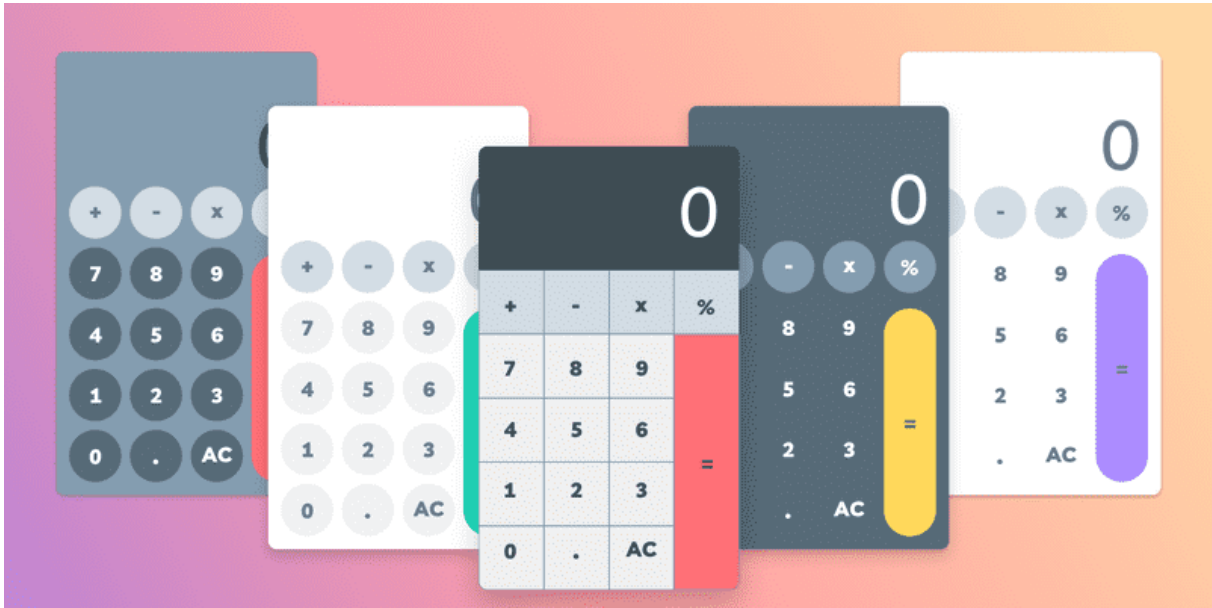 0
+ - x
7 8 9
4 5 6
1 2 3
0 . AC
0
+ - x
7 8 9
4 5 6
1 2 3
0 . AC
0
+ - x %
7 8 9
4 5 6
1 2 3
=
0 . AC
0
- x %
8 9
5 6
=
2 3
. AC
0
- x %
8 9
5 6
=
2 3
. AC